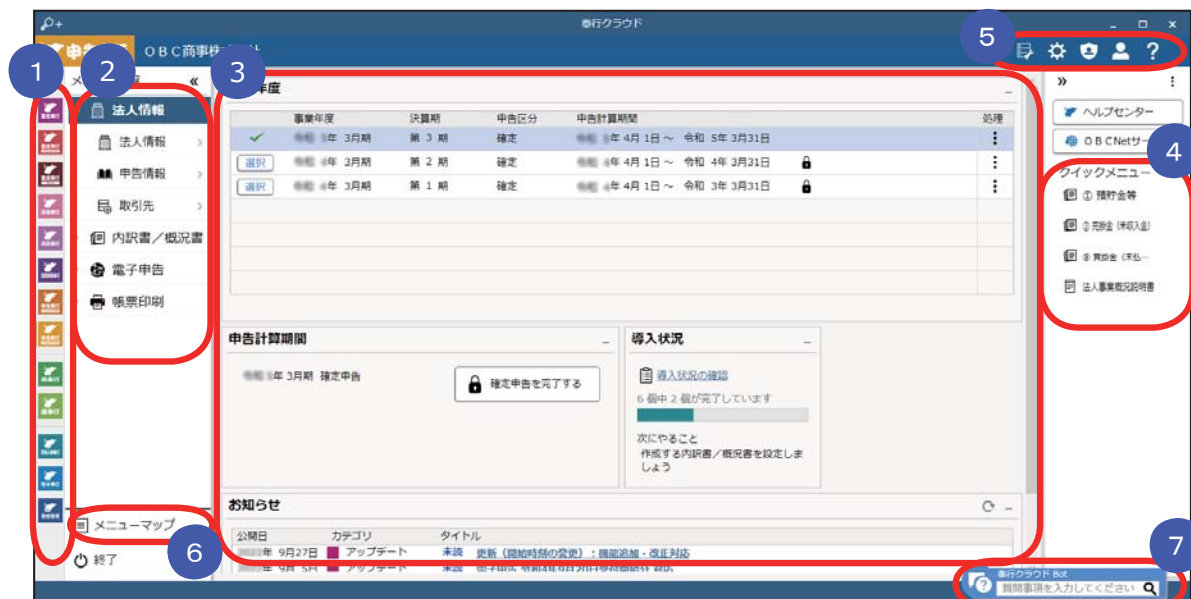 奉行クラウド
ＯＢＣ商事株
5
1
2
3
年度
法人情報
法人情報
申告情報
取引先
内訳書／概況書
電子申告
帳票印刷
事業年度 決算期 申告区分 申告計算期間 処理
年 3月期 第 3 期 確定 年 4月 1日 ～ 令和 5年 3月31日
選択 年 3月期 第 2 期 確定 年 4月 1日 ～ 令和 4年 3月31日
選択 年 3月期 第 1 期 確定 年 4月 1日 ～ 令和 3年 3月31日
ヘルプセンター
ＯＢＣNetサ
4
クイックメニュー
① 預貯金等
③ 売掛金（未収入金）
⑨ 買掛金（未払…
法人事業概況説明書
申告計算期間
年 3月期 確定申告
確定申告を完了する
導入状況
導入状況の確認
6 個中 2 個が完了しています
次にやること
作成する内訳書／概況書を設定しま
しょう
お知らせ
公開日 カテゴリ タイトル
年 9月27日 アップデート 未読 更新（開始時刻の変更）：機能追加・改正対応
年 9月 5日 アップデート 未読
メニューマップ
6
終了
7
奉行クラウド Bot
質問事項を入力してください